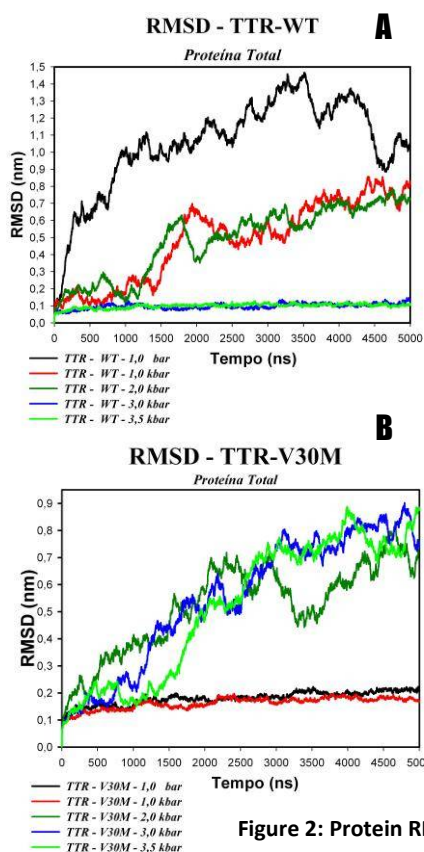 A
RMSD - TTR-WT
Proteína Total
RMSD (nm)
1,5
1,4
1,3
1,2
1,1
1,0
0,9
0,8
0,7
0,6
0,5
0,4
0,3
0,2
0,1
0,0
0 500 1000 1500 2000 2500 3000 3500 4000 4500 5000
Tempo (ns)
TTR - WT - 1,0 bar
TTR - WT - 1,0 kbar
TTR - WT - 2,0 kbar
TTR - WT - 3,0 kbar
TTR - WT - 3,5 kbar
B
RMSD - TTR-V30M
Proteína Total
RMSD (nm)
0,9
0,8
0,7
0,6
0,5
0,4
0,3
0,2
0,1
0,0
0 500 1000 1500 2000 2500 3000 3500 4000 4500 500
Tempo (ns)
TTR - V30M - 1,0 bar
TTR - V30M - 1,0 kbar
TTR - V30M - 2,0 kbar
TTR - V30M - 3,0 kbar
TTR - V30M - 3,5 kbar
Figure 2: Protein